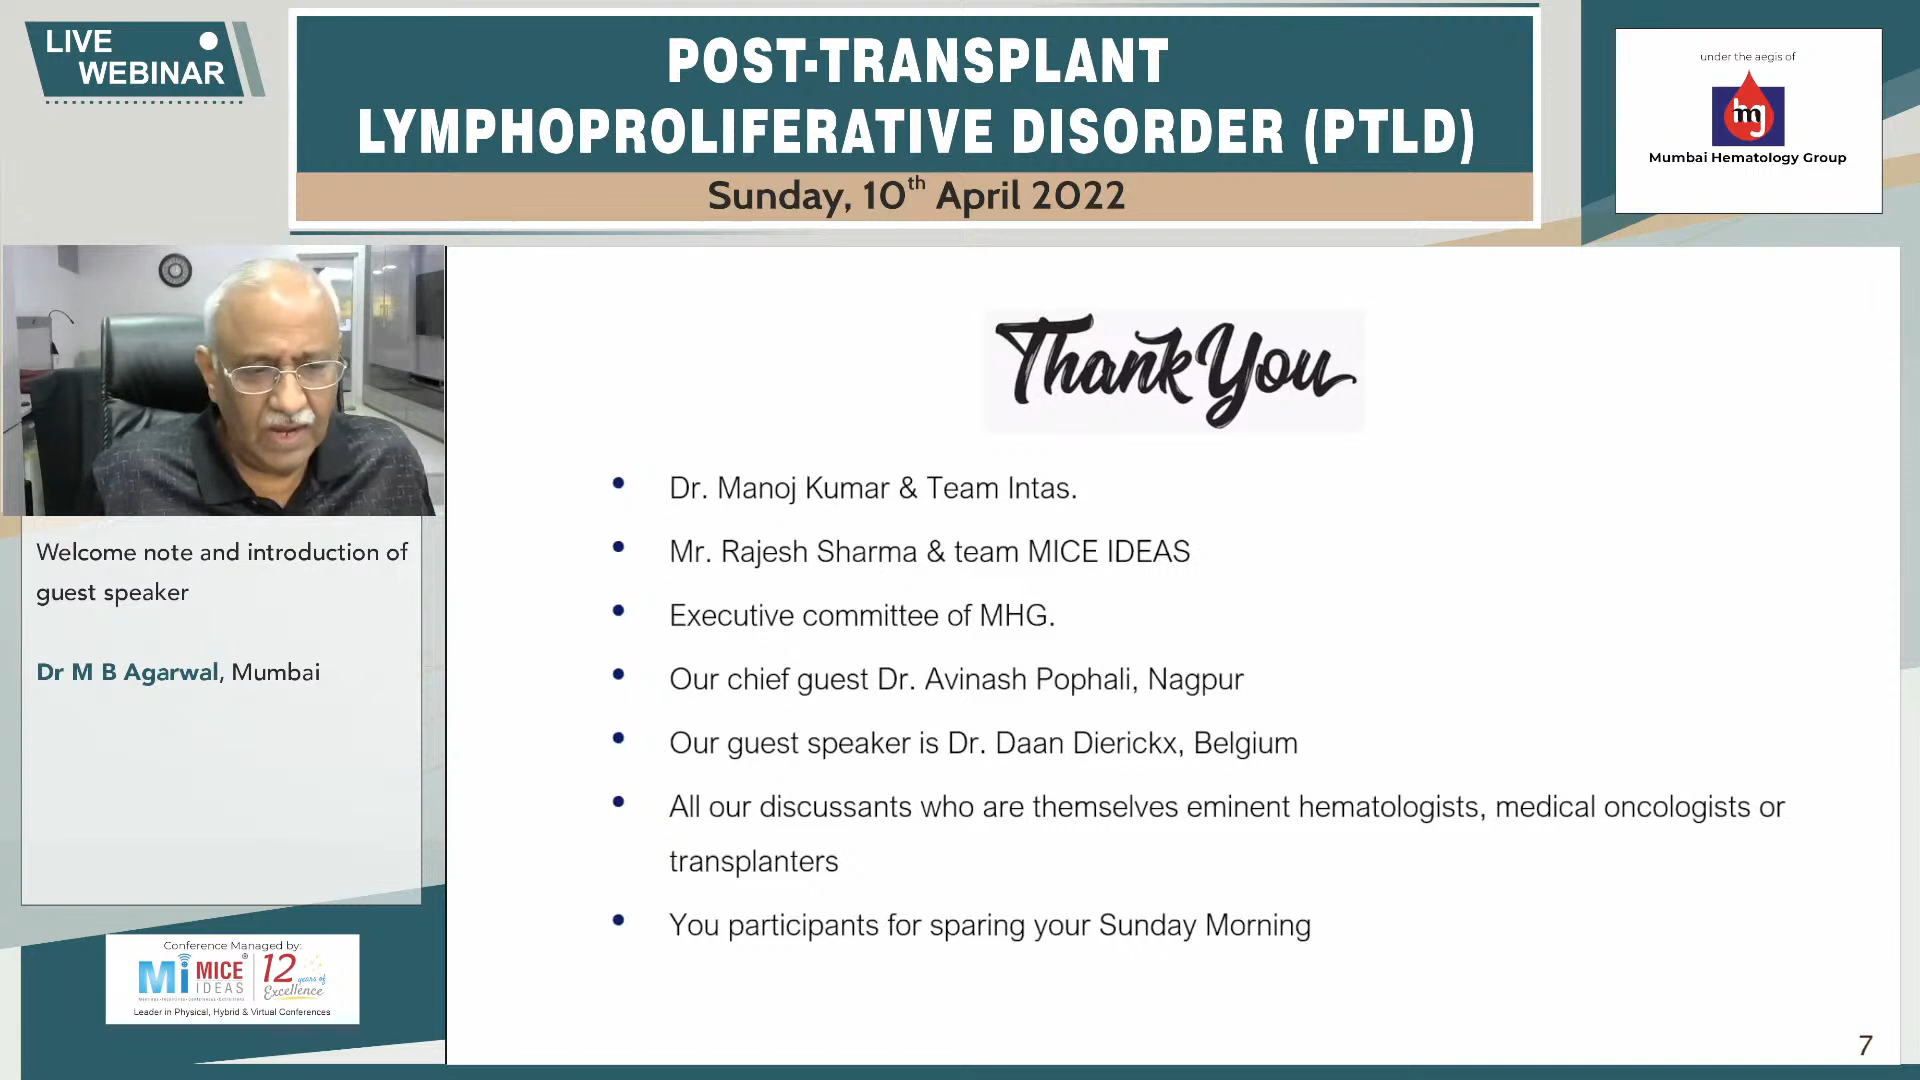 LIVE
WEBINAR
POST-TRANSPLANT
LYMPHOPROLIFERATIVE DISORDER (PTLD)
Sunday, 10th April 2022
under the aegis of
mg
Mumbai Hematology Group
Welcome note and introduction of
guest speaker
Dr M B Agarwal, Mumbai
Conference Managed by:
Mi MICE
IDEAS
12 years of
Excellence
Leader in Physical, Hybrid & Virtual Conferences
Thank You
• Dr. Manoj Kumar & Team Intas.
• Mr. Rajesh Sharma & team MICE IDEAS
• Executive committee of MHG.
• Our chief guest Dr. Avinash Pophali, Nagpur
• Our guest speaker is Dr. Daan Dierickx, Belgium
• All our discussants who are themselves eminent hematologists, medical oncologists or
transplanters
• You participants for sparing your Sunday Morning
7